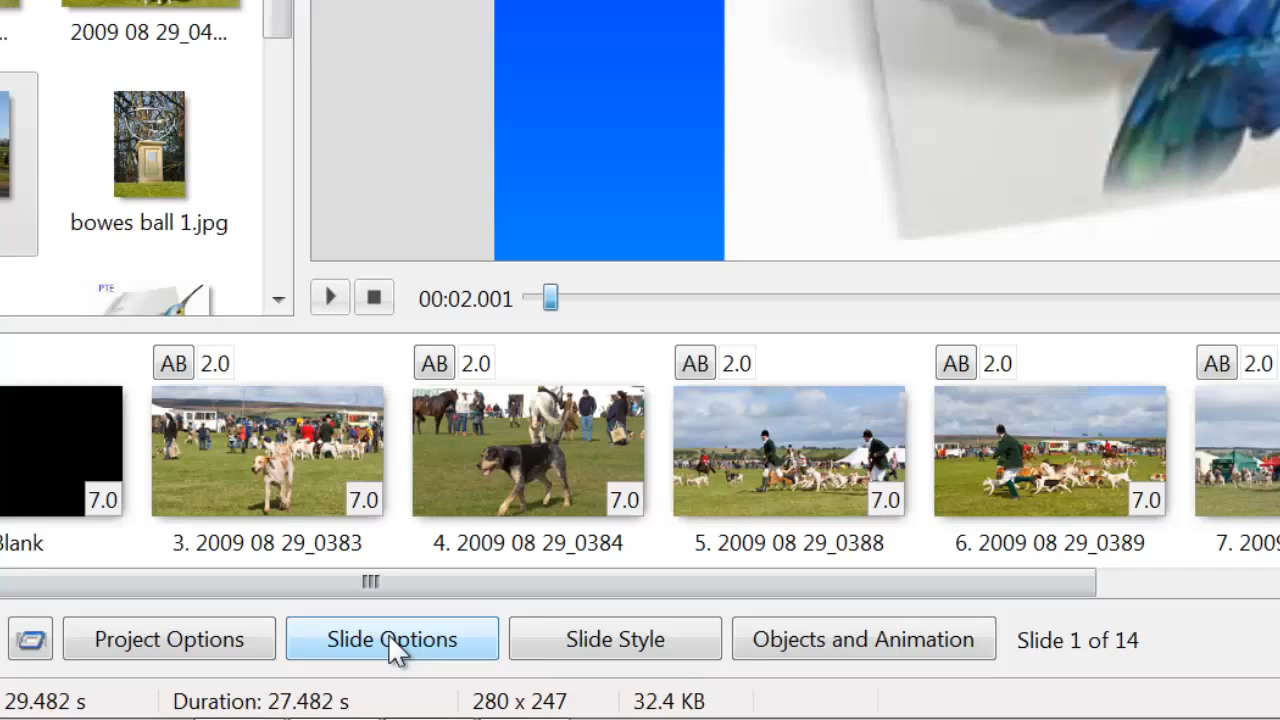 ... 2009 08 29_04...
bowes ball 1.jpg
PTE
00:02.001
AB 2.0 AB 2.0 AB 2.0 AB 2.0 AB 2.0
7.0 7.0 7.0 7.0 7.0
Blank 3. 2009 08 29_0383 4. 2009 08 29_0384 5. 2009 08 29_0388 6. 2009 08 29_0389 7. 2009
Project Options Slide Options Slide Style Objects and Animation Slide 1 of 14
29.482 s Duration: 27.482 s 280 x 247 32.4 KB